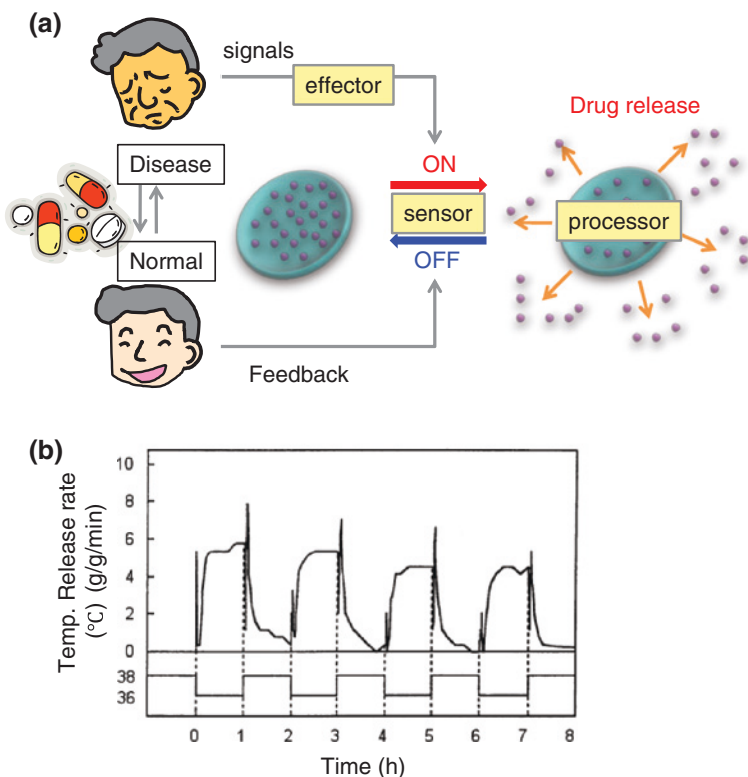 (a)
signals
effector
Drug release
Disease
ON
sensor
processor
Normal
OFF
Feedback
(b)
Temp. Release rate
(°C) (g/g/min)
10
8
6
4
2
0
38
36
0 1 2 3 4 5 6 7 8
Time (h)